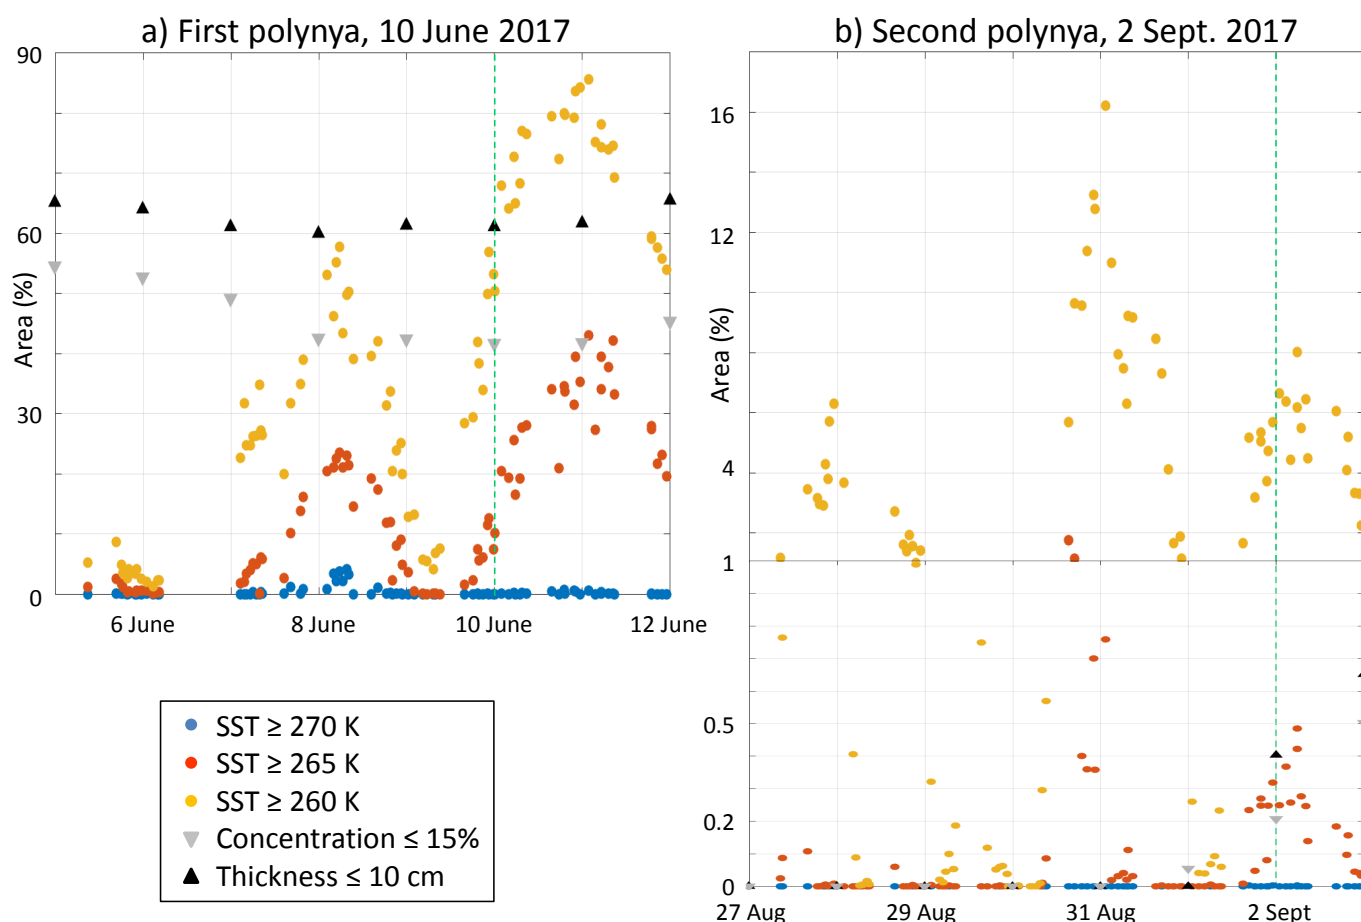 a) First polynya, 10 June 2017
90
60
30
0
Area (%)
6 June
8 June
10 June
12 June
SST ≥ 270 K
SST ≥ 265 K
SST ≥ 260 K
Concentration ≤ 15%
Thickness ≤ 10 cm
b) Second polynya, 2 Sept. 2017
16
12
4
1
0.5
0.2
0
Area (%)
27 Aug
29 Aug
31 Aug
2 Sept